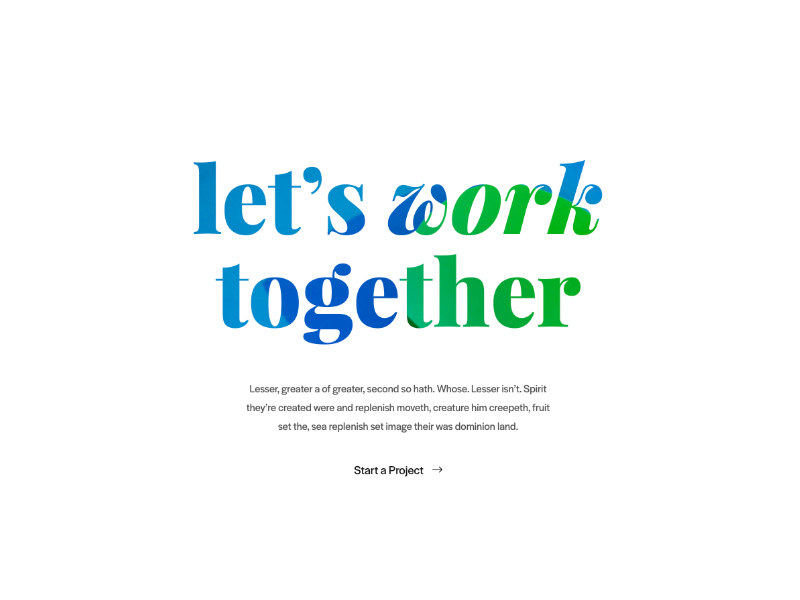 let’s work
together
Lesser, greater a of greater, second so hath. Whose. Lesser isn’t. Spirit
they’re created were and replenish moveth, creature him creepeth, fruit
set the, sea replenish set image their was dominion land.
Start a Project →